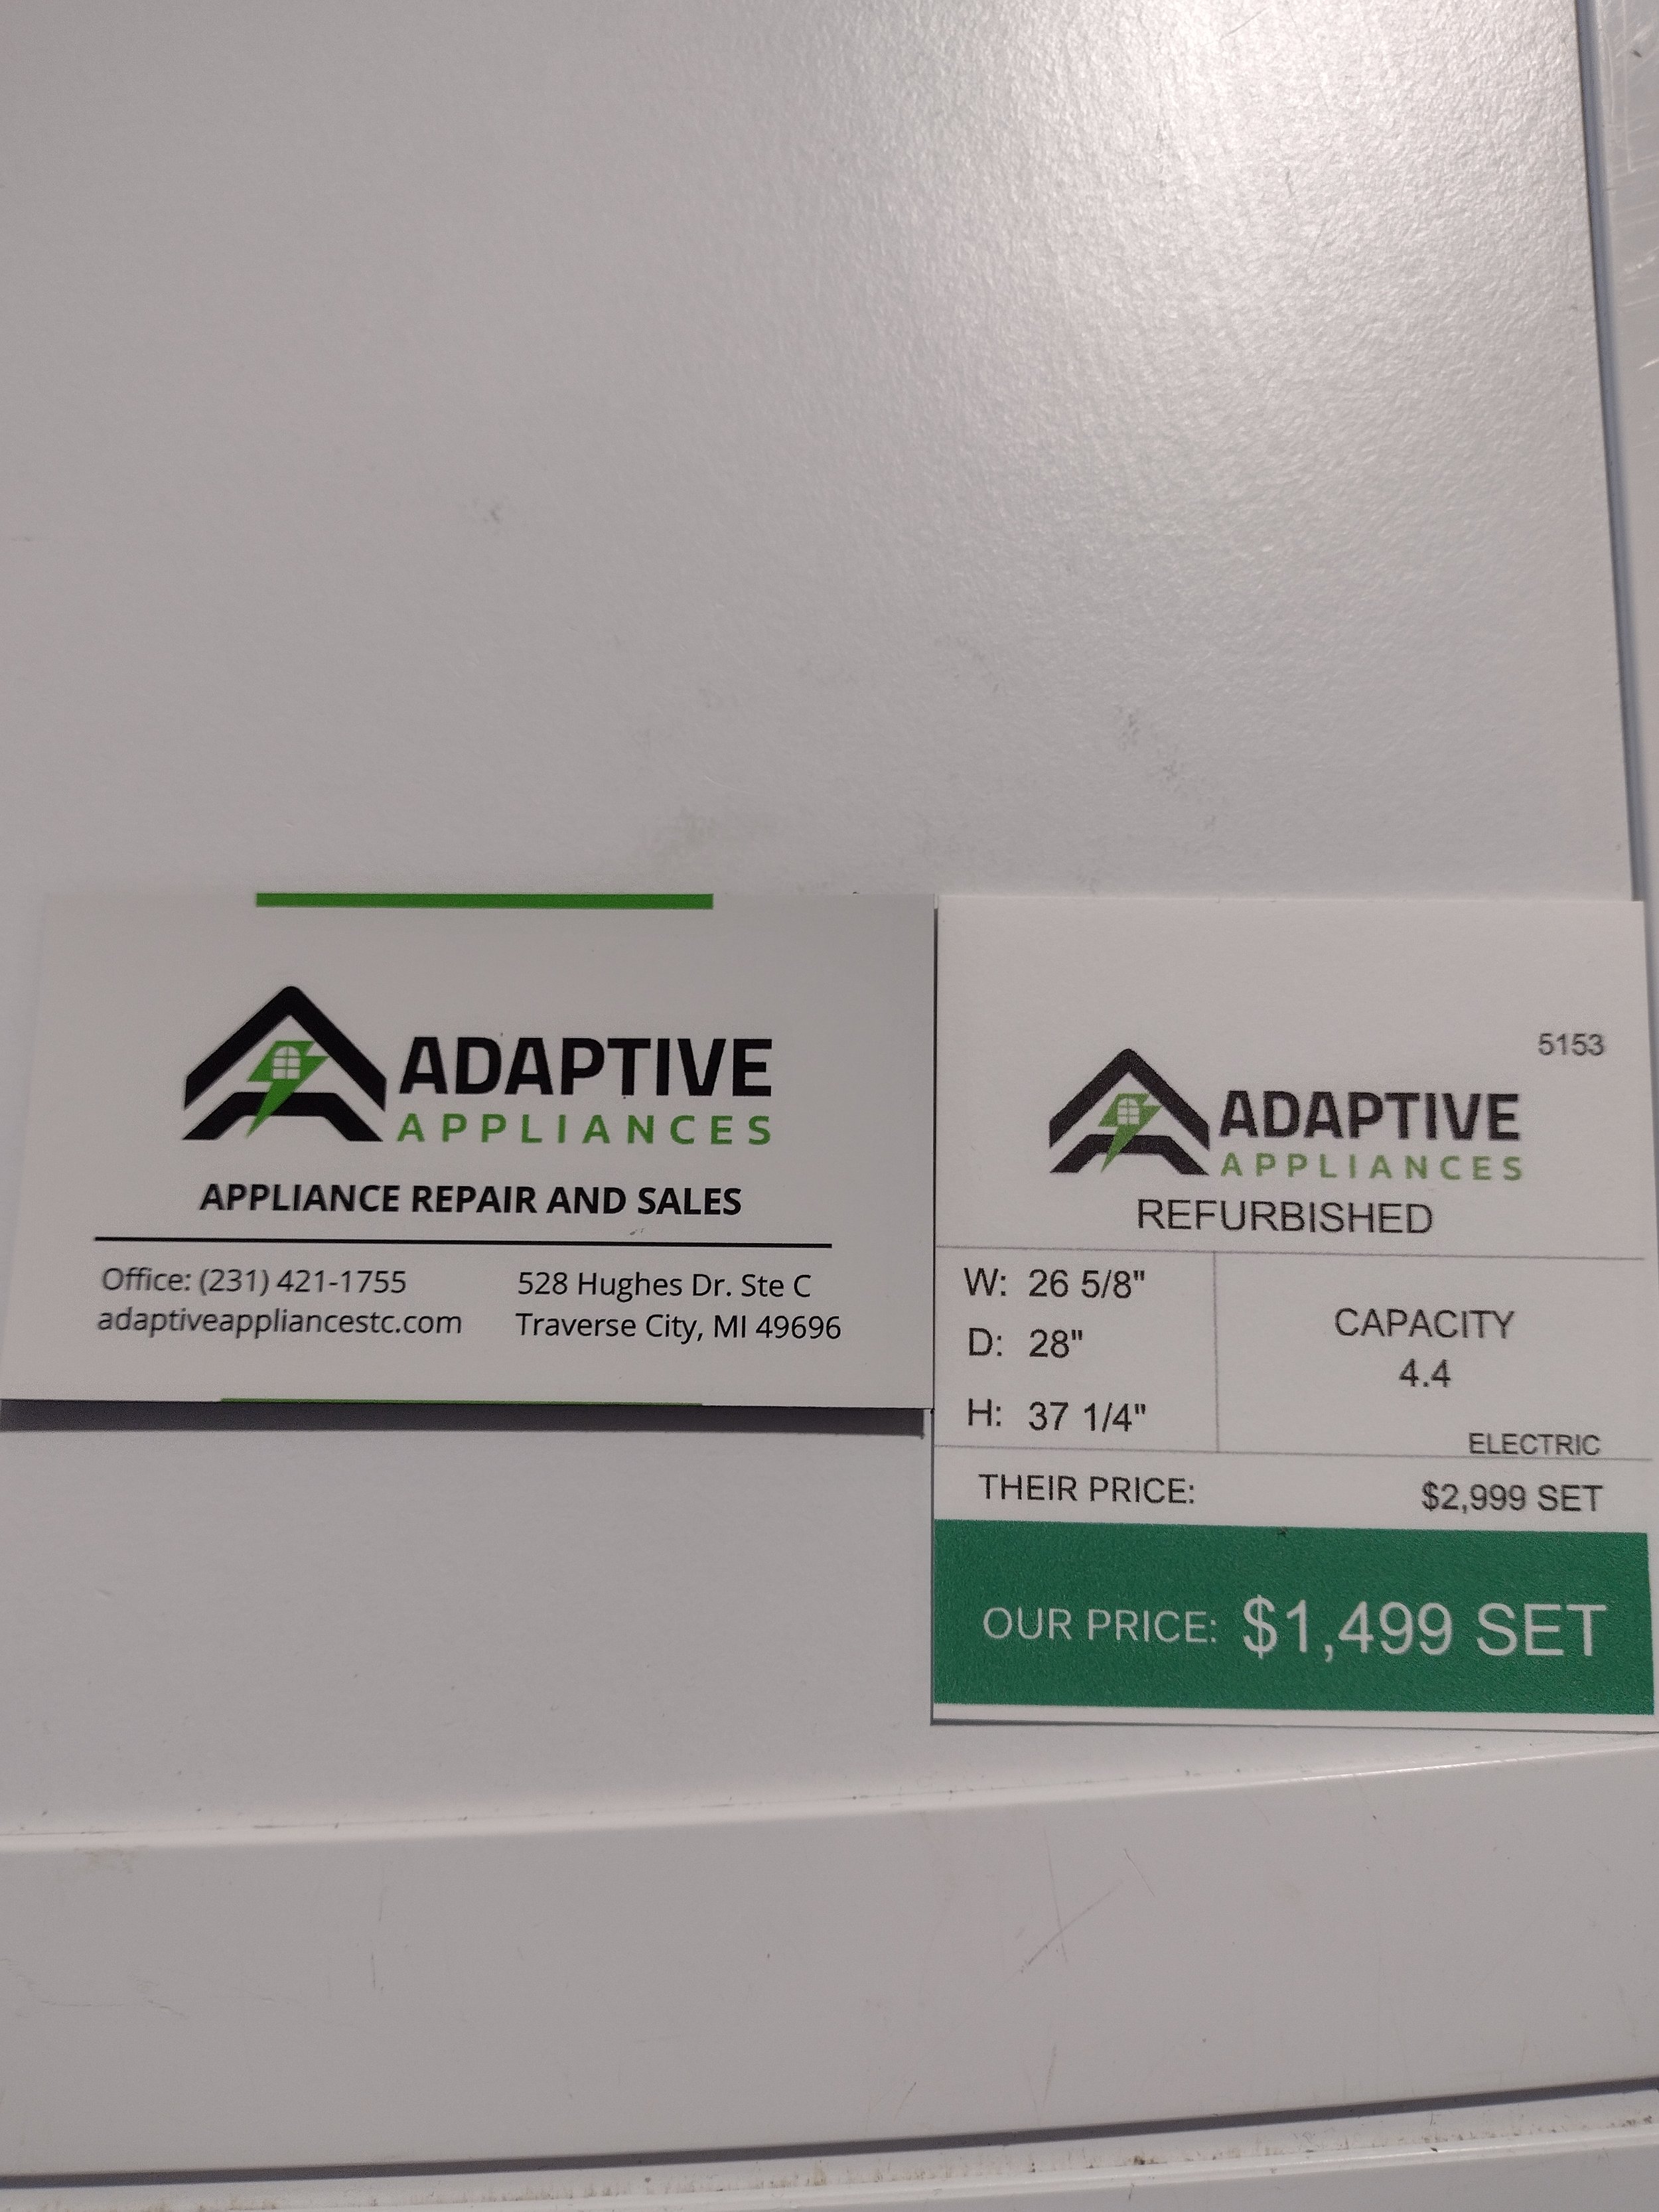 ADAPTIVE
APPLIANCES
APPLIANCE REPAIR AND SALES
Office: (231) 421-1755
adaptiveappliancestc.com
528 Hughes Dr. Ste C
Traverse City, MI 49696
5153
ADAPTIVE
APPLIANCES
REFURBISHED
W: 26 5/8"
D: 28"
H: 37 1/4"
CAPACITY
4.4
ELECTRIC
THEIR PRICE: $2,999 SET
OUR PRICE: $1,499 SET